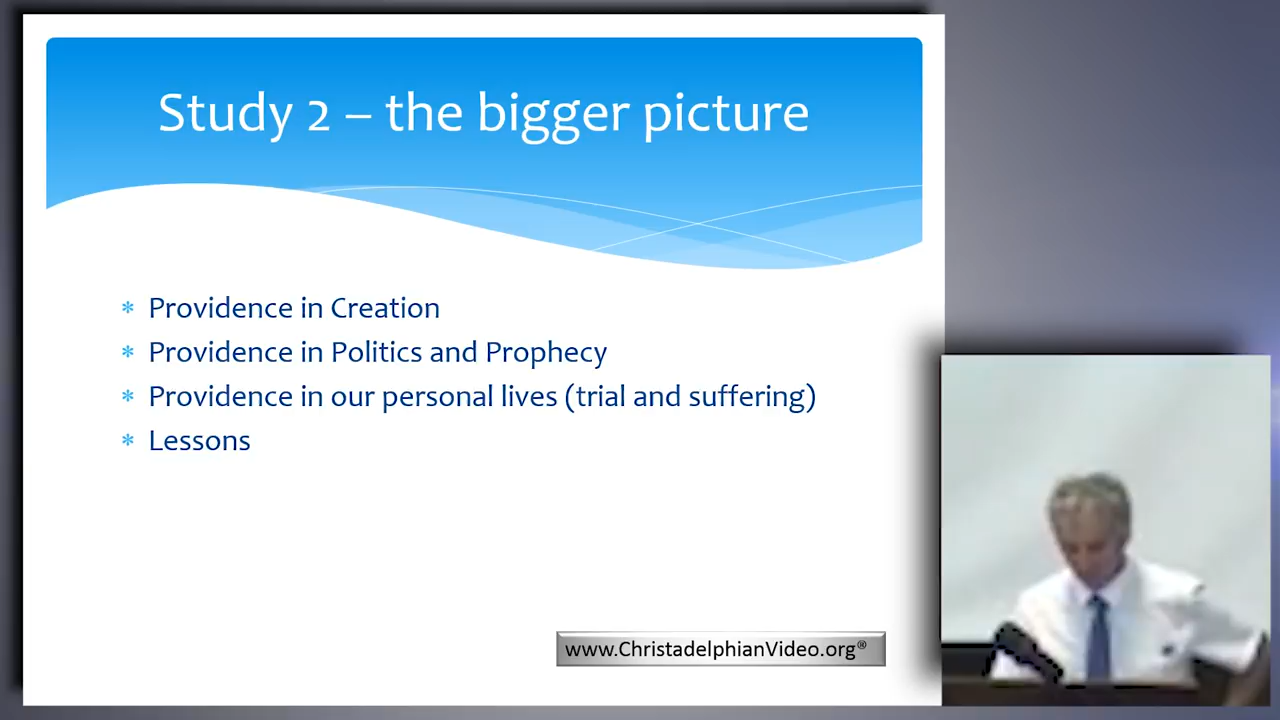 Study 2 – the bigger picture
* Providence in Creation
* Providence in Politics and Prophecy
* Providence in our personal lives (trial and suffering)
* Lessons
www.ChristadelphianVideo.org®